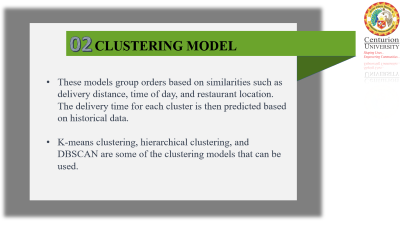 02 CLUSTERING MODEL
Centurion
UNIVERSITY
• These models group orders based on similarities such as
delivery distance, time of day, and restaurant location.
The delivery time for each cluster is then predicted based
on historical data.
• K-means clustering, hierarchical clustering, and
DBSCAN are some of the clustering models that can be
used.